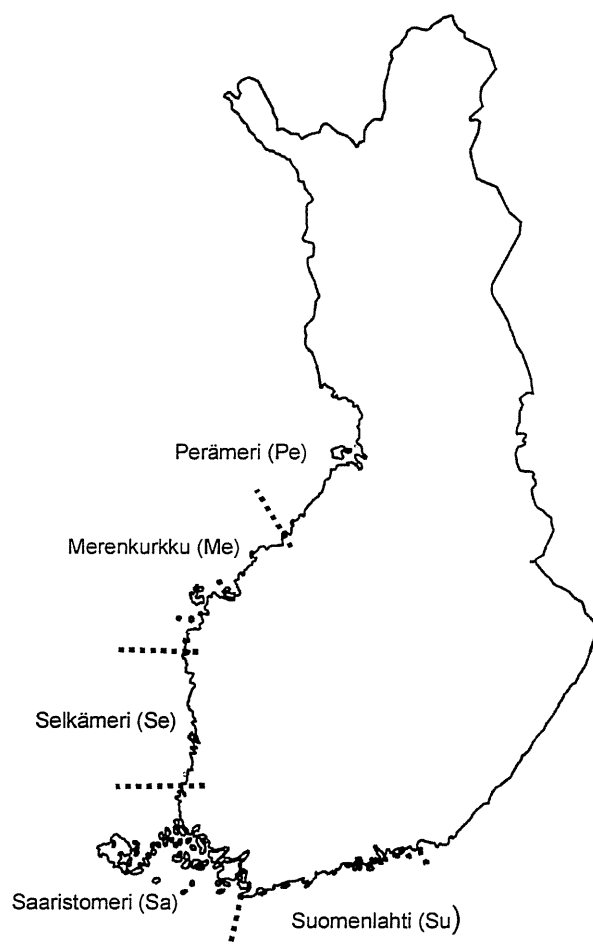 Perämeri (Pe)
Merenkurkku (Me)
Selkämeri (Se)
Saaristomeri (Sa)
Suomenlahti (Su)